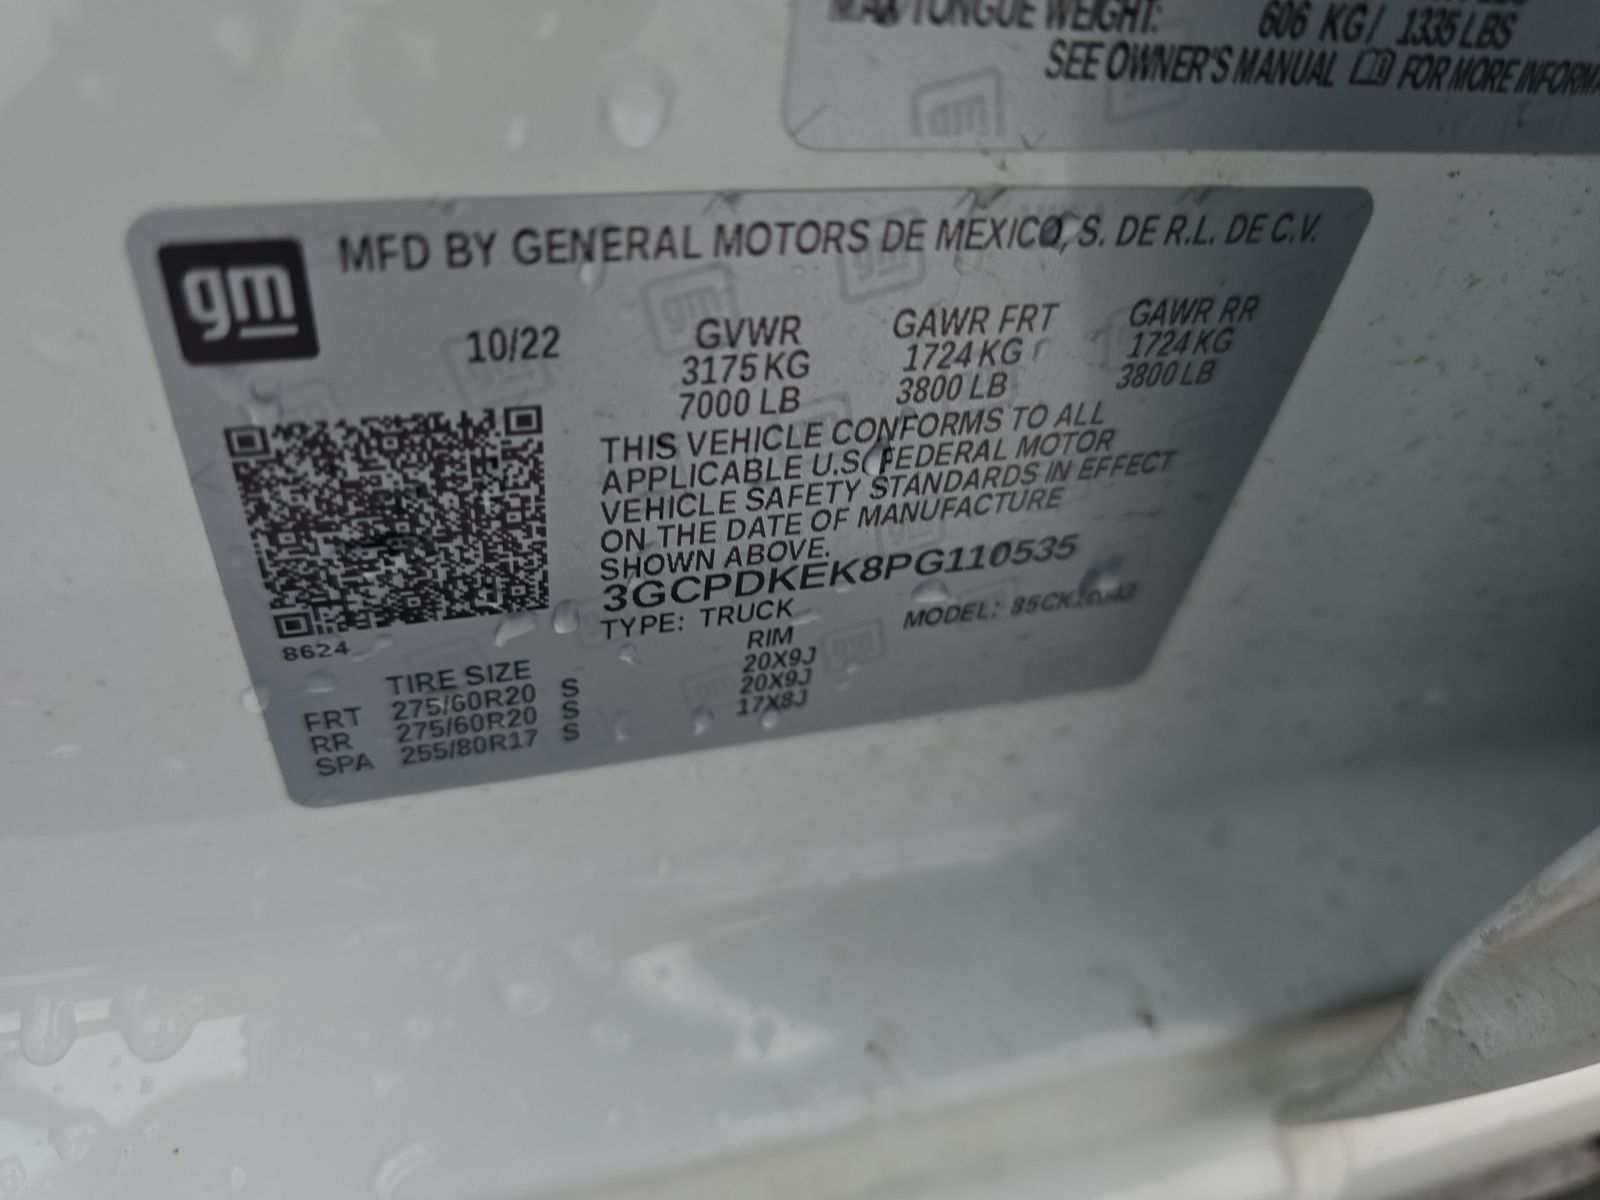 MAX TONGUE WEIGHT: 606 KG / 1335 LBS
SEE OWNER'S MANUAL FOR MORE
gm
MFD BY GENERAL MOTORS DE MEXICO, S. DE R.L. DE C.V.
10/22 GVWR GAWR FRT GAWR RR
3175 KG 1724 KG 1724 KG
7000 LB 3800 LB 3800 LB
THIS VEHICLE CONFORMS TO ALL
APPLICABLE U.S. FEDERAL MOTOR
VEHICLE SAFETY STANDARDS IN EFFECT
ON THE DATE OF MANUFACTURE
SHOWN ABOVE.
3GCPDKEK8PG110535
TYPE: TRUCK MODEL:
8624
TIRE SIZE RIM
FRT 275/60R20 S 20X9J
RR 275/60R20 S 20X9J
SPA 255/80R17 S 17X8J